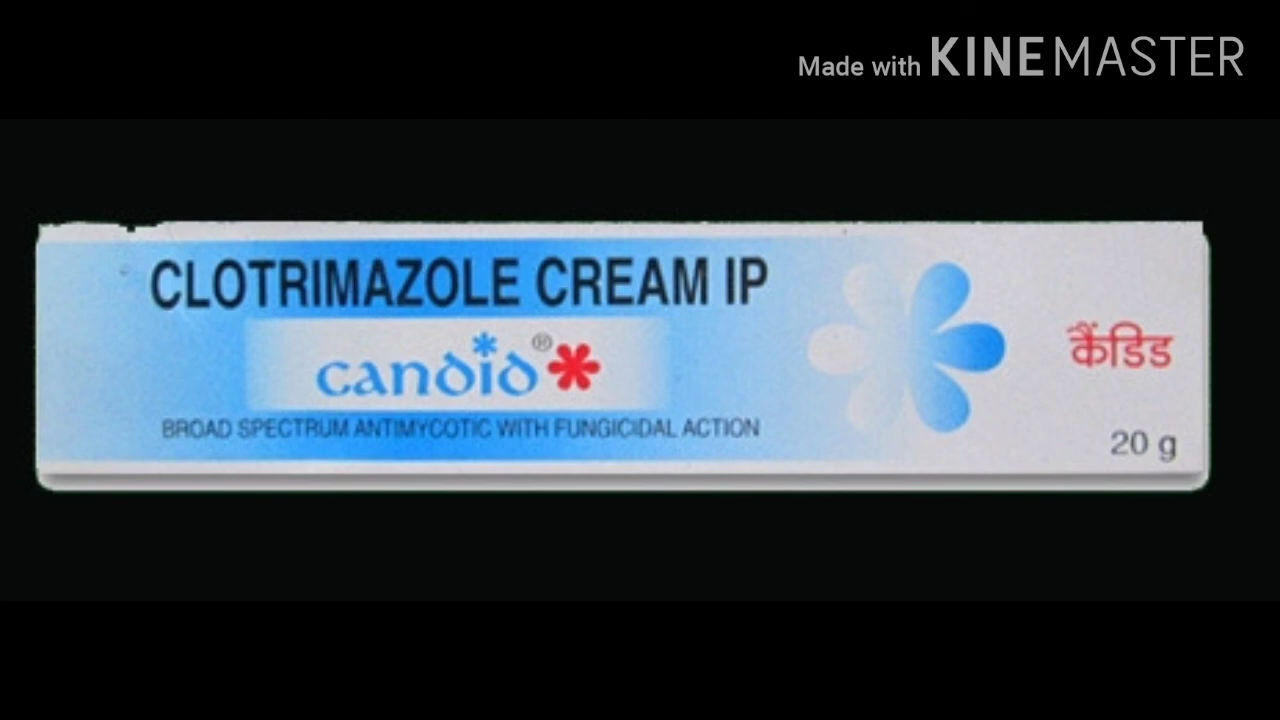 Made with KINEMASTER
CLOTRIMAZOLE CREAM IP
candid®
BROAD SPECTRUM ANTIMYCOTIC WITH FUNGICIDAL ACTION
कैंडिड
20 g